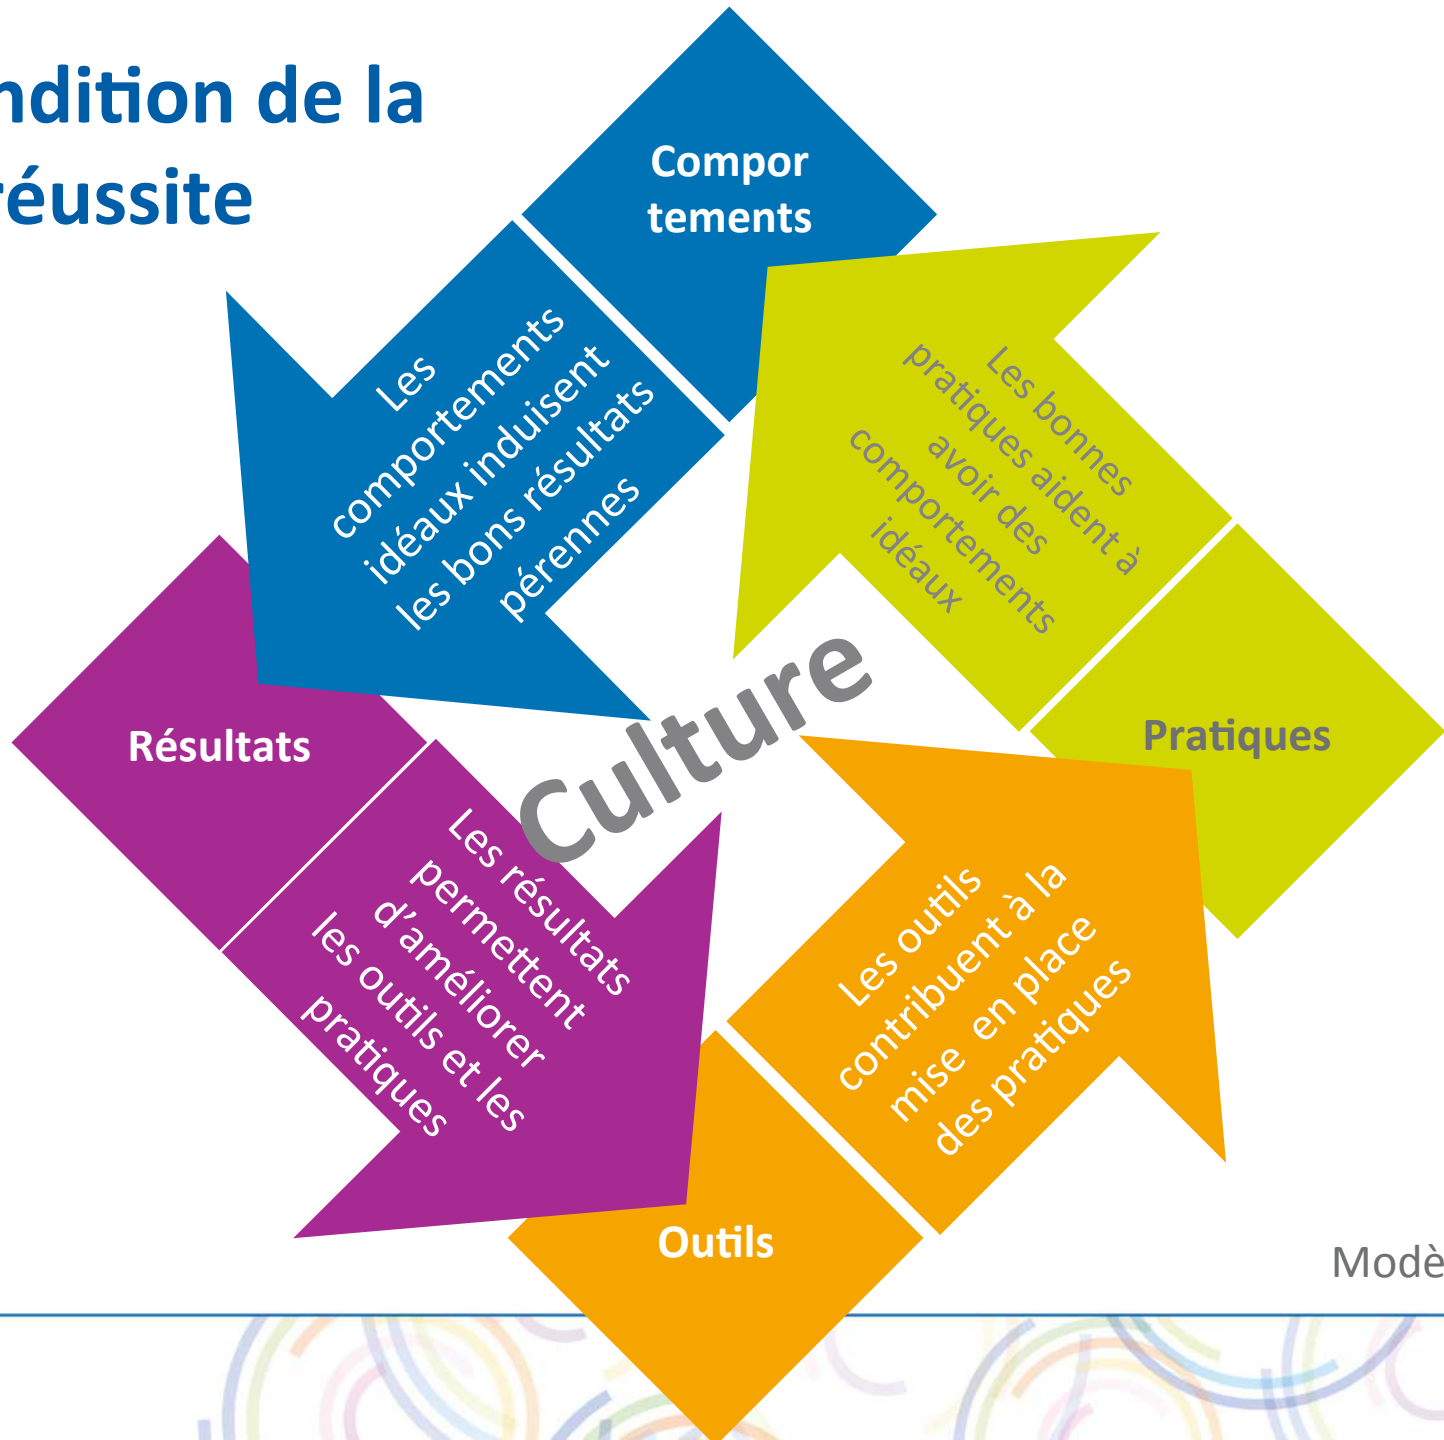 ndition de la
réussite
Compor
tements
Les
comportements
idéaux induisent
les bons résultats
pérennes
Les bonnes
pratiques aident à
avoir des
comportements
idéaux
Culture
Résultats
Pratiques
Les résultats
permettent
d’améliorer
les outils et les
pratiques
Les outils
contribuent à la
mise  en place
des pratiques
Outils
Modè